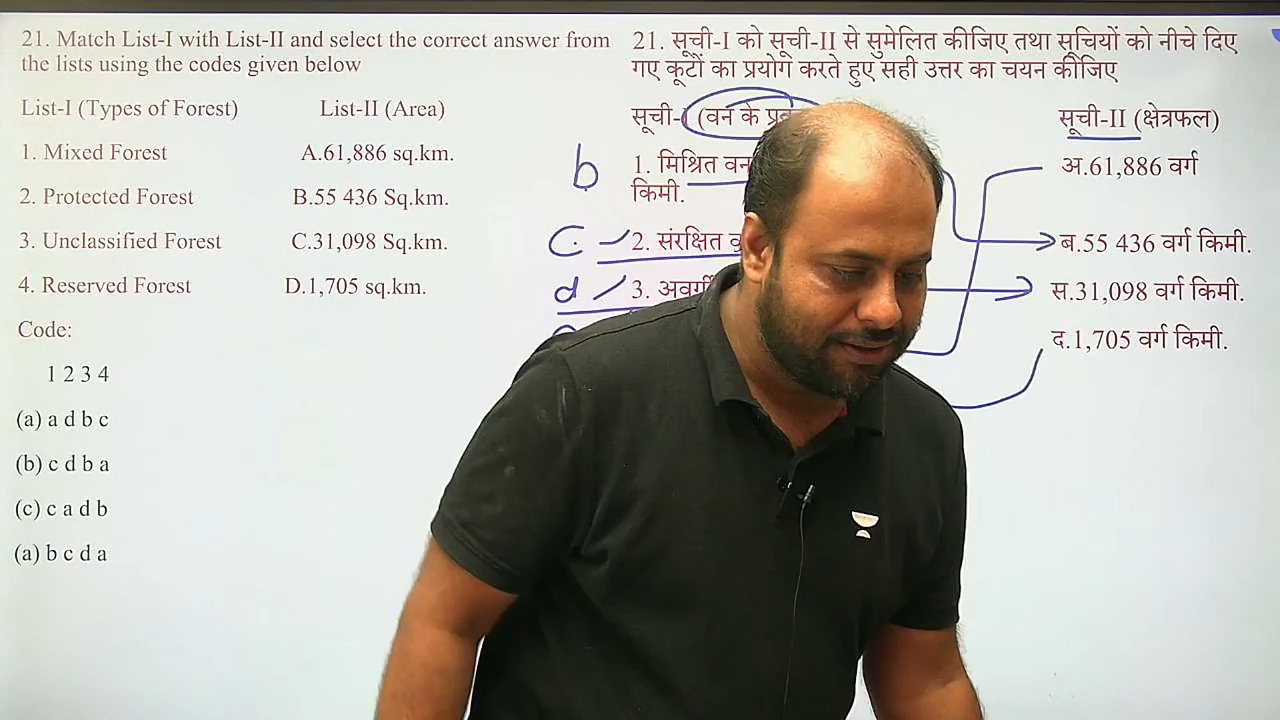 21. Match List-I with List-II and select the correct answer from
the lists using the codes given below
List-I (Types of Forest) List-II (Area)
1. Mixed Forest A.61,886 sq.km.
2. Protected Forest B.55 436 Sq.km.
3. Unclassified Forest C.31,098 Sq.km.
4. Reserved Forest D.1,705 sq.km.
Code:
1 2 3 4
(a) a d b c
(b) c d b a
(c) c a d b
(a) b c d a
21. सूची-I को सूची-II से सुमेलित कीजिए तथा सूचियों को नीचे दिए
गए कूटों का प्रयोग करते हुए सही उत्तर का चयन कीजिए
सूची-I (वन के सूची-II (क्षेत्रफल)
b 1. मिश्रित वन अ.61,886 वर्ग
किमी.
c 2. संरक्षित ब.55 436 वर्ग किमी.
d 3. स.31,098 वर्ग किमी.
द.1,705 वर्ग किमी.